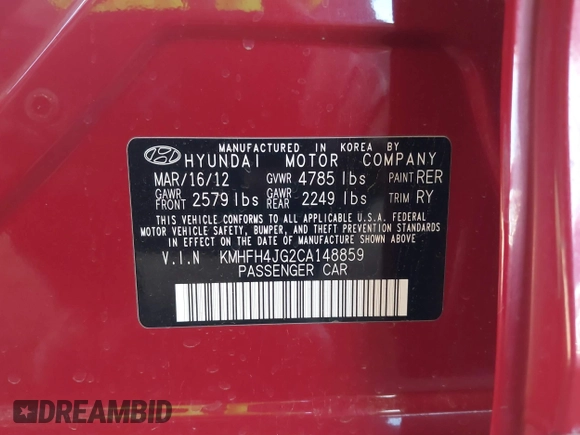 MANUFACTURED IN KOREA BY
HYUNDAI MOTOR COMPANY
MAR/16/12 GVWR 4785 lbs PAINT RER
GAWR FRONT 2579 lbs GAWR REAR 2249 lbs TRIM RY
THIS VEHICLE CONFORMS TO ALL APPLICABLE U.S.A. FEDERAL
MOTOR VEHICLE SAFETY, BUMPER, AND THEFT PREVENTION
STANDARDS IN EFFECT ON THE DATE OF MANUFACTURE SHOWN ABOVE.
V.I.N KMHFH4JG2CA148859
PASSENGER CAR
DREAMBID